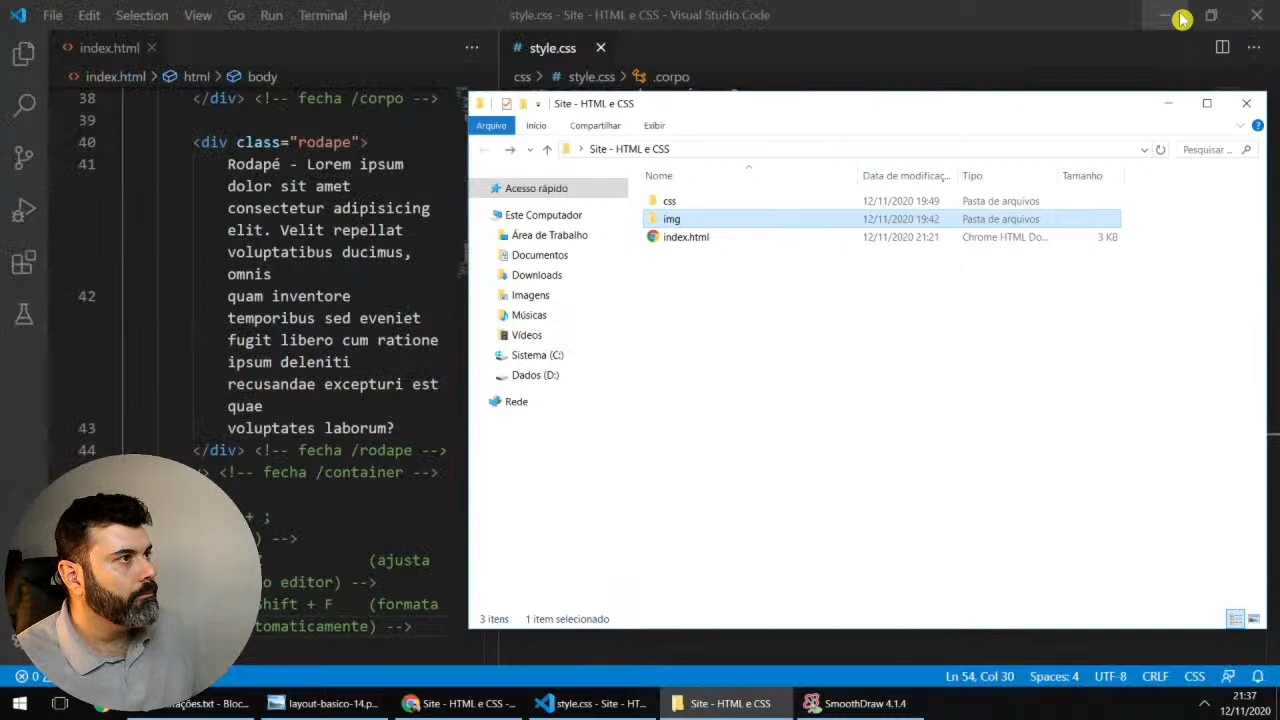 File Edit Selection View Go Run Terminal Help
style.css - Site - HTML e CSS - Visual Studio Code
index.html
style.css
index.html > html > body
css > style.css > .corpo
38 </div> <!-- fecha /corpo -->
39
40 <div class="rodape">
41 Rodapé - Lorem ipsum
dolor sit amet
consectetur adipisicing
elit. Velit repellat
voluptatibus ducimus,
omnis
42 quam inventore
temporibus sed eveniet
fugit libero cum ratione
ipsum deleniti
recusandae excepturi est
quae
43 voluptates laborum?
44 </div> <!-- fecha /rodape -->
> <!-- fecha /container -->
+ ;
) -->
(ajusta
o editor) -->
shift + F (formata
tomaticamente) -->
Site - HTML e CSS
Arquivo Início Compartilhar Exibir
Site - HTML e CSS
Pesquisar ...
Nome Data de modificaç... Tipo Tamanho
css 12/11/2020 19:49 Pasta de arquivos
img 12/11/2020 19:42 Pasta de arquivos
index.html 12/11/2020 21:21 Chrome HTML Do... 3 KB
Acesso rápido
Este Computador
Área de Trabalho
Documentos
Downloads
Imagens
Músicas
Vídeos
Sistema (C:)
Dados (D:)
Rede
3 itens 1 item selecionado
0
Ln 54, Col 30 Spaces: 4 UTF-8 CRLF CSS
tações.txt - Bloc...
layout-basico-14.p...
Site - HTML e CSS -...
style.css - Site - HT...
Site - HTML e CSS
SmoothDraw 4.1.4
21:37
12/11/2020